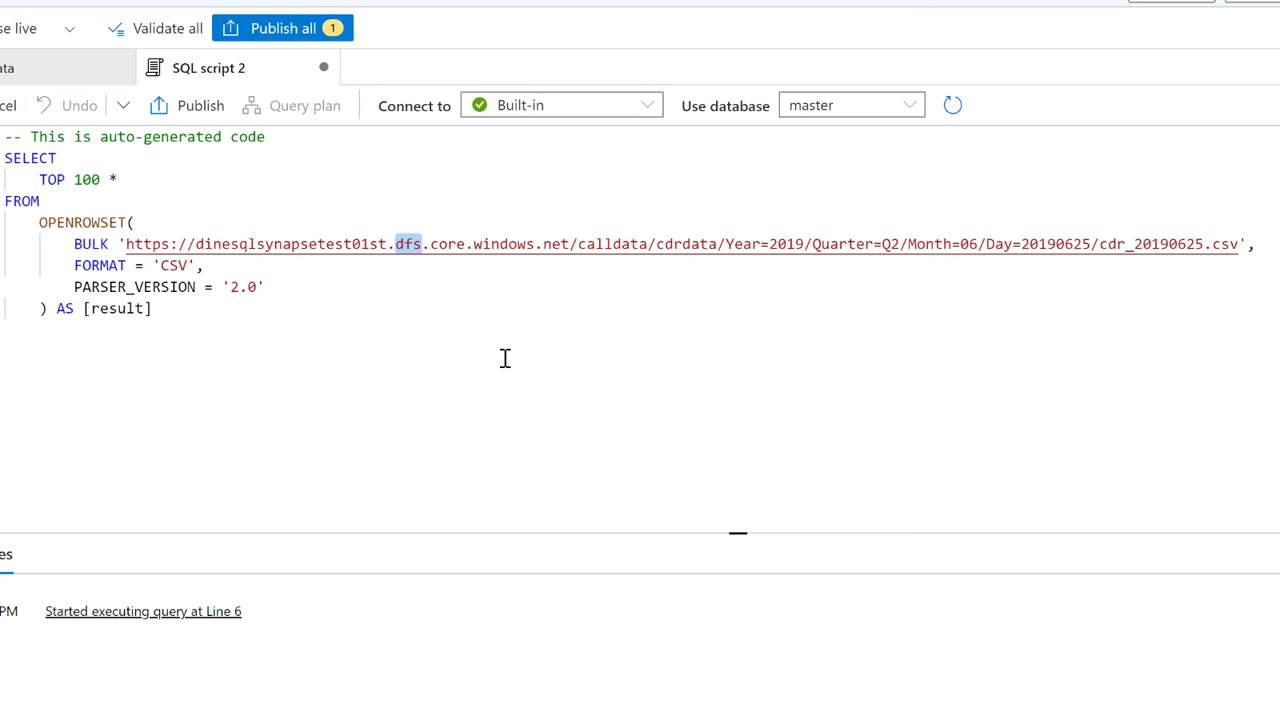 se live
Validate all
Publish all 1
ata
SQL script 2
cel
Undo
Publish
Query plan
Connect to
Built-in
Use database
master
-- This is auto-generated code
SELECT
TOP 100 *
FROM
OPENROWSET(
BULK 'https://dinesqlsynapsetest01st.dfs.core.windows.net/calldata/cdrdata/Year=2019/Quarter=Q2/Month=06/Day=20190625/cdr_20190625.csv',
FORMAT = 'CSV',
PARSER_VERSION = '2.0'
) AS [result]
es
PM
Started executing query at Line 6